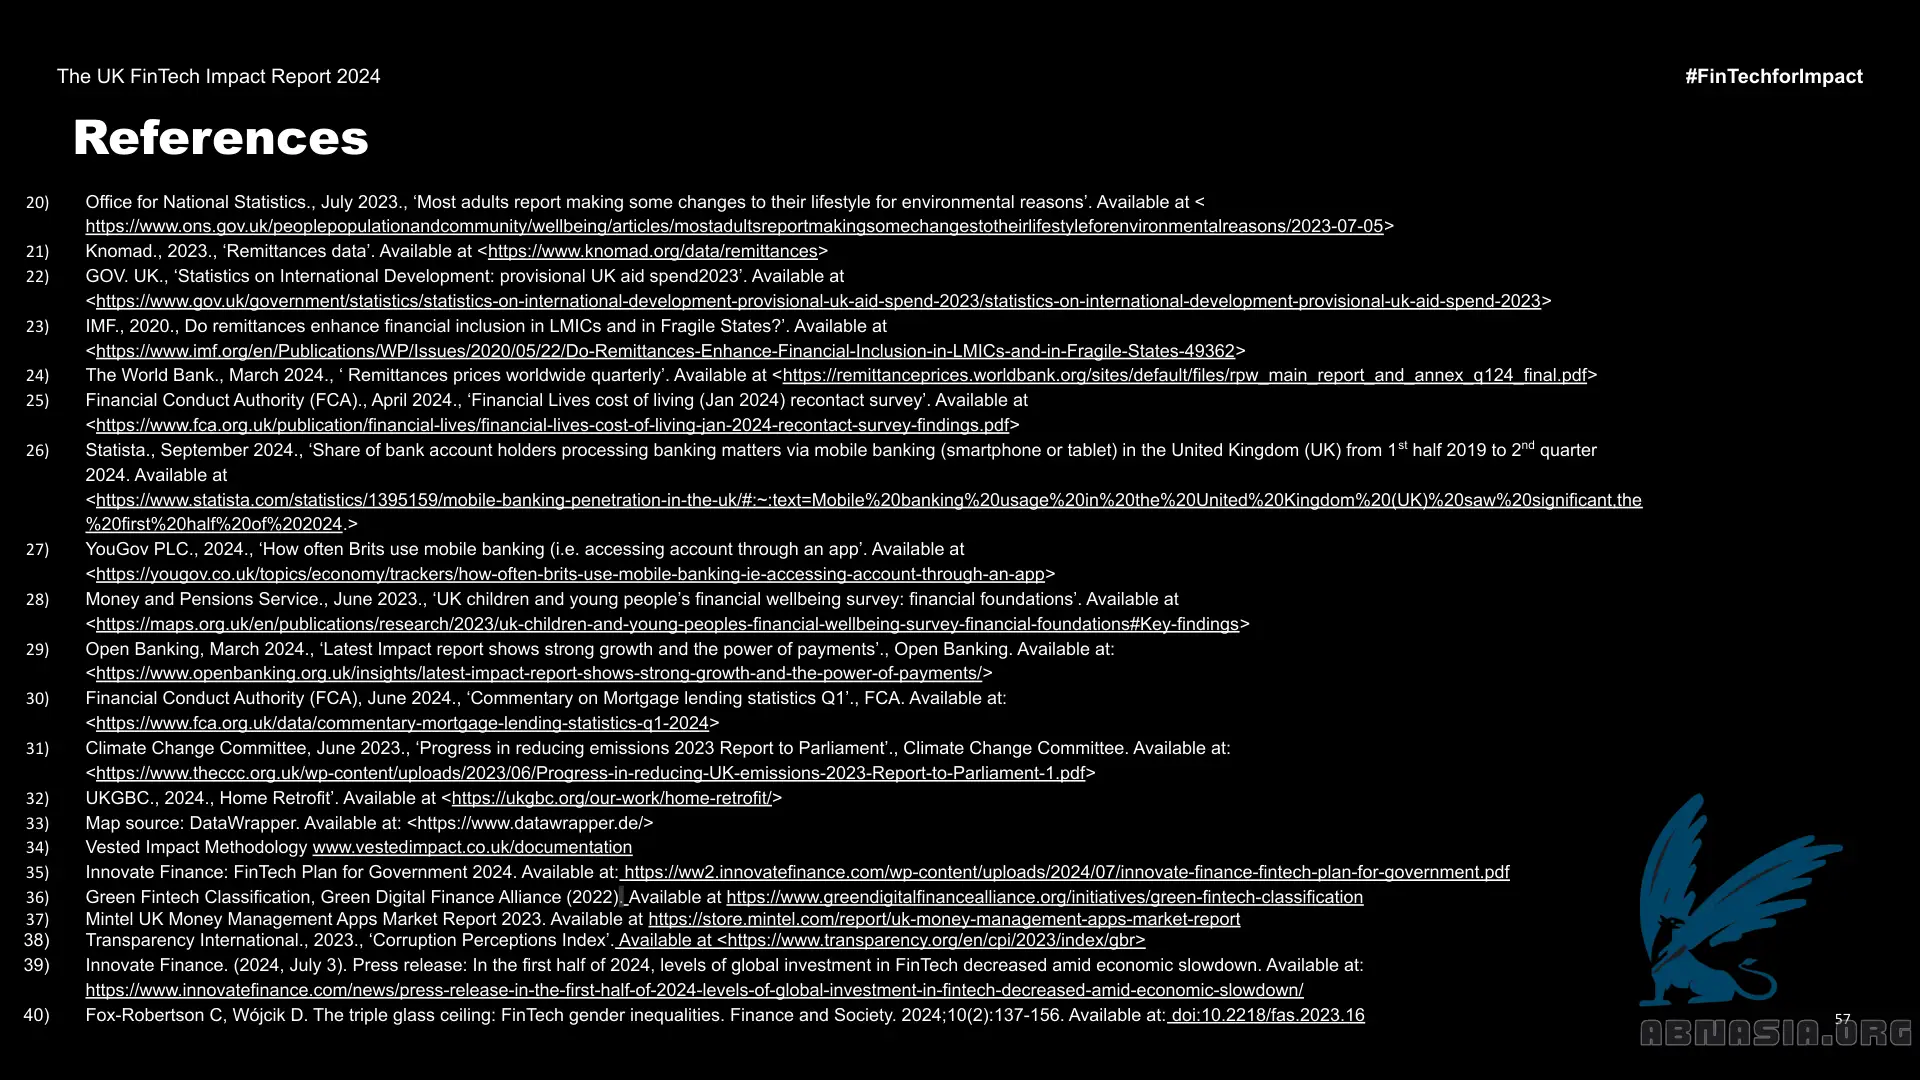 The UK FinTech Impact Report 2024
#FinTechforImpact
References
20) Office for National Statistics., July 2023., ‘Most adults report making some changes to their lifestyle for environmental reasons’. Available at <
https://www.ons.gov.uk/peoplepopulationandcommunity/wellbeing/articles/mostadultsreportmakingsomechangestotheirlifestyleforenvironmentalreasons/2023-07-05>
21) Knomad., 2023., ‘Remittances data’. Available at <https://www.knomad.org/data/remittances>
22) GOV. UK., ‘Statistics on International Development: provisional UK aid spend2023’. Available at
<https://www.gov.uk/government/statistics/statistics-on-international-development-provisional-uk-aid-spend-2023/statistics-on-international-development-provisional-uk-aid-spend-2023>
23) IMF., 2020., Do remittances enhance financial inclusion in LMICs and in Fragile States?’. Available at
<https://www.imf.org/en/Publications/WP/Issues/2020/05/22/Do-Remittances-Enhance-Financial-Inclusion-in-LMICs-and-in-Fragile-States-49362>
24) The World Bank., March 2024., ‘ Remittances prices worldwide quarterly’. Available at <https://remittanceprices.worldbank.org/sites/default/files/rpw_main_report_and_annex_q124_final.pdf>
25) Financial Conduct Authority (FCA)., April 2024., ‘Financial Lives cost of living (Jan 2024) recontact survey’. Available at
<https://www.fca.org.uk/publication/financial-lives/financial-lives-cost-of-living-jan-2024-recontact-survey-findings.pdf>
26) Statista., September 2024., ‘Share of bank account holders processing banking matters via mobile banking (smartphone or tablet) in the United Kingdom (UK) from 1st half 2019 to 2nd quarter
2024. Available at
<https://www.statista.com/statistics/1395159/mobile-banking-penetration-in-the-uk/#:~:text=Mobile%20banking%20usage%20in%20the%20United%20Kingdom%20(UK)%20saw%20significant,the
%20first%20half%20of%202024.>
27) YouGov PLC., 2024., ‘How often Brits use mobile banking (i.e. accessing account through an app’. Available at
<https://yougov.co.uk/topics/economy/trackers/how-often-brits-use-mobile-banking-ie-accessing-account-through-an-app>
28) Money and Pensions Service., June 2023., ‘UK children and young people’s financial wellbeing survey: financial foundations’. Available at
<https://maps.org.uk/en/publications/research/2023/uk-children-and-young-peoples-financial-wellbeing-survey-financial-foundations#Key-findings>
29) Open Banking, March 2024., ‘Latest Impact report shows strong growth and the power of payments’., Open Banking. Available at:
<https://www.openbanking.org.uk/insights/latest-impact-report-shows-strong-growth-and-the-power-of-payments/>
30) Financial Conduct Authority (FCA), June 2024., ‘Commentary on Mortgage lending statistics Q1’., FCA. Available at:
<https://www.fca.org.uk/data/commentary-mortgage-lending-statistics-q1-2024>
31) Climate Change Committee, June 2023., ‘Progress in reducing emissions 2023 Report to Parliament’., Climate Change Committee. Available at:
<https://www.theccc.org.uk/wp-content/uploads/2023/06/Progress-in-reducing-UK-emissions-2023-Report-to-Parliament-1.pdf>
32) UKGBC., 2024., Home Retrofit’. Available at <https://ukgbc.org/our-work/home-retrofit/>
33) Map source: DataWrapper. Available at: <https://www.datawrapper.de/>
34) Vested Impact Methodology www.vestedimpact.co.uk/documentation
35) Innovate Finance: FinTech Plan for Government 2024. Available at: https://ww2.innovatefinance.com/wp-content/uploads/2024/07/innovate-finance-fintech-plan-for-government.pdf
36) Green Fintech Classification, Green Digital Finance Alliance (2022). Available at https://www.greendigitalfinancealliance.org/initiatives/green-fintech-classification
37) Mintel UK Money Management Apps Market Report 2023. Available at https://store.mintel.com/report/uk-money-management-apps-market-report
38) Transparency International., 2023., ‘Corruption Perceptions Index’. Available at <https://www.transparency.org/en/cpi/2023/index/gbr>
39) Innovate Finance. (2024, July 3). Press release: In the first half of 2024, levels of global investment in FinTech decreased amid economic slowdown. Available at:
https://www.innovatefinance.com/news/press-release-in-the-first-half-of-2024-levels-of-global-investment-in-fintech-decreased-amid-economic-slowdown/
40) Fox-Robertson C, Wójcik D. The triple glass ceiling: FinTech gender inequalities. Finance and Society. 2024;10(2):137-156. Available at: doi:10.2218/fas.2023.16
57
ABNASIA.ORG